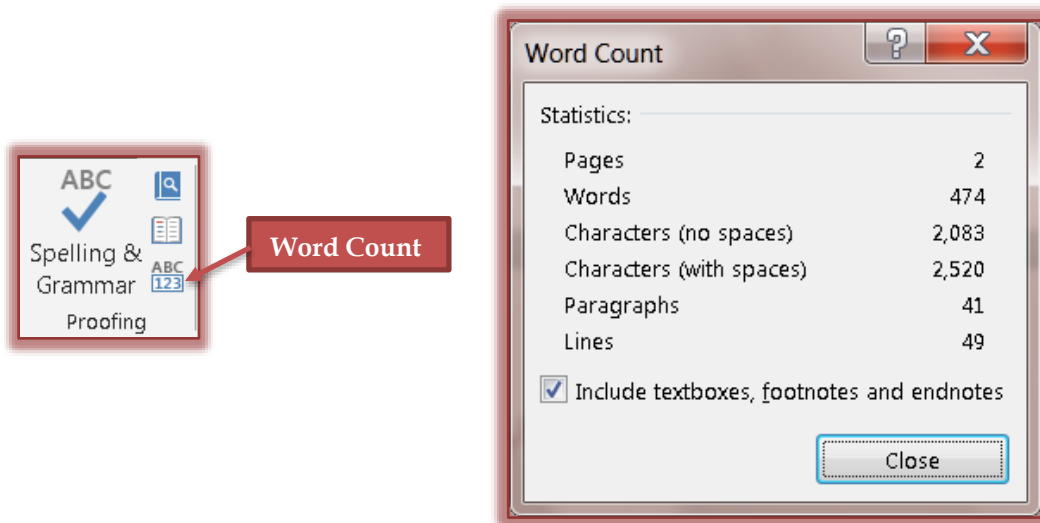 ABC
Spelling &
Grammar
ABC
123
Proofing
Word Count
Word Count
?
X
Statistics:
Pages 2
Words 474
Characters (no spaces) 2,083
Characters (with spaces) 2,520
Paragraphs 41
Lines 49
Include textboxes, footnotes and endnotes
Close